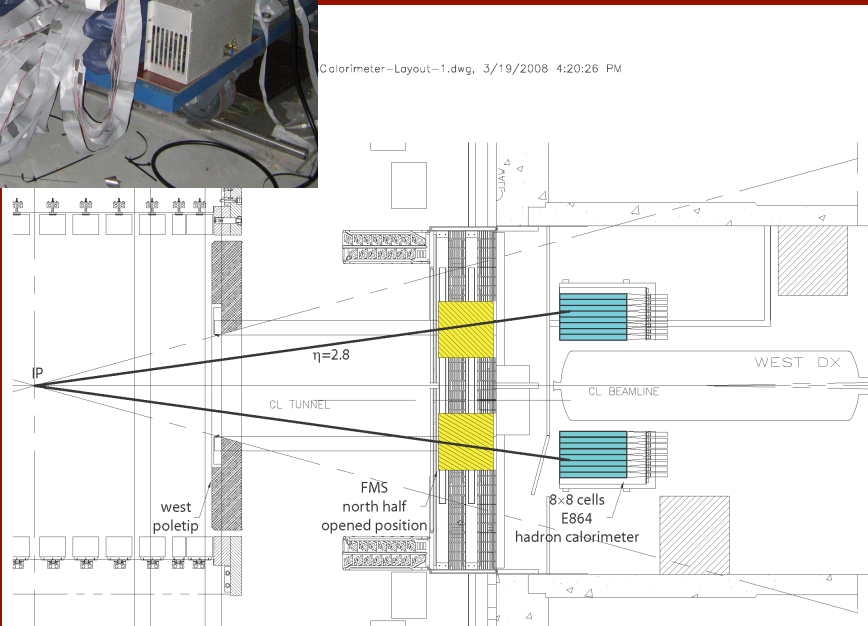 Calorimeter-Layout-1.dwg, 3/19/2008 4:20:26 PM
WALL
IP
η=2.8
WEST DX
CL BEAMLINE
CL TUNNEL
west
poletip
FMS
north half
opened position
8×8 cells
E864
hadron calorimeter